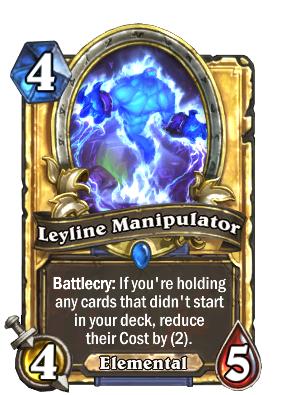 4
Leyline Manipulator
Battlecry: If you're holding
any cards that didn't start
in your deck, reduce
their Cost by (2).
4
Elemental
5